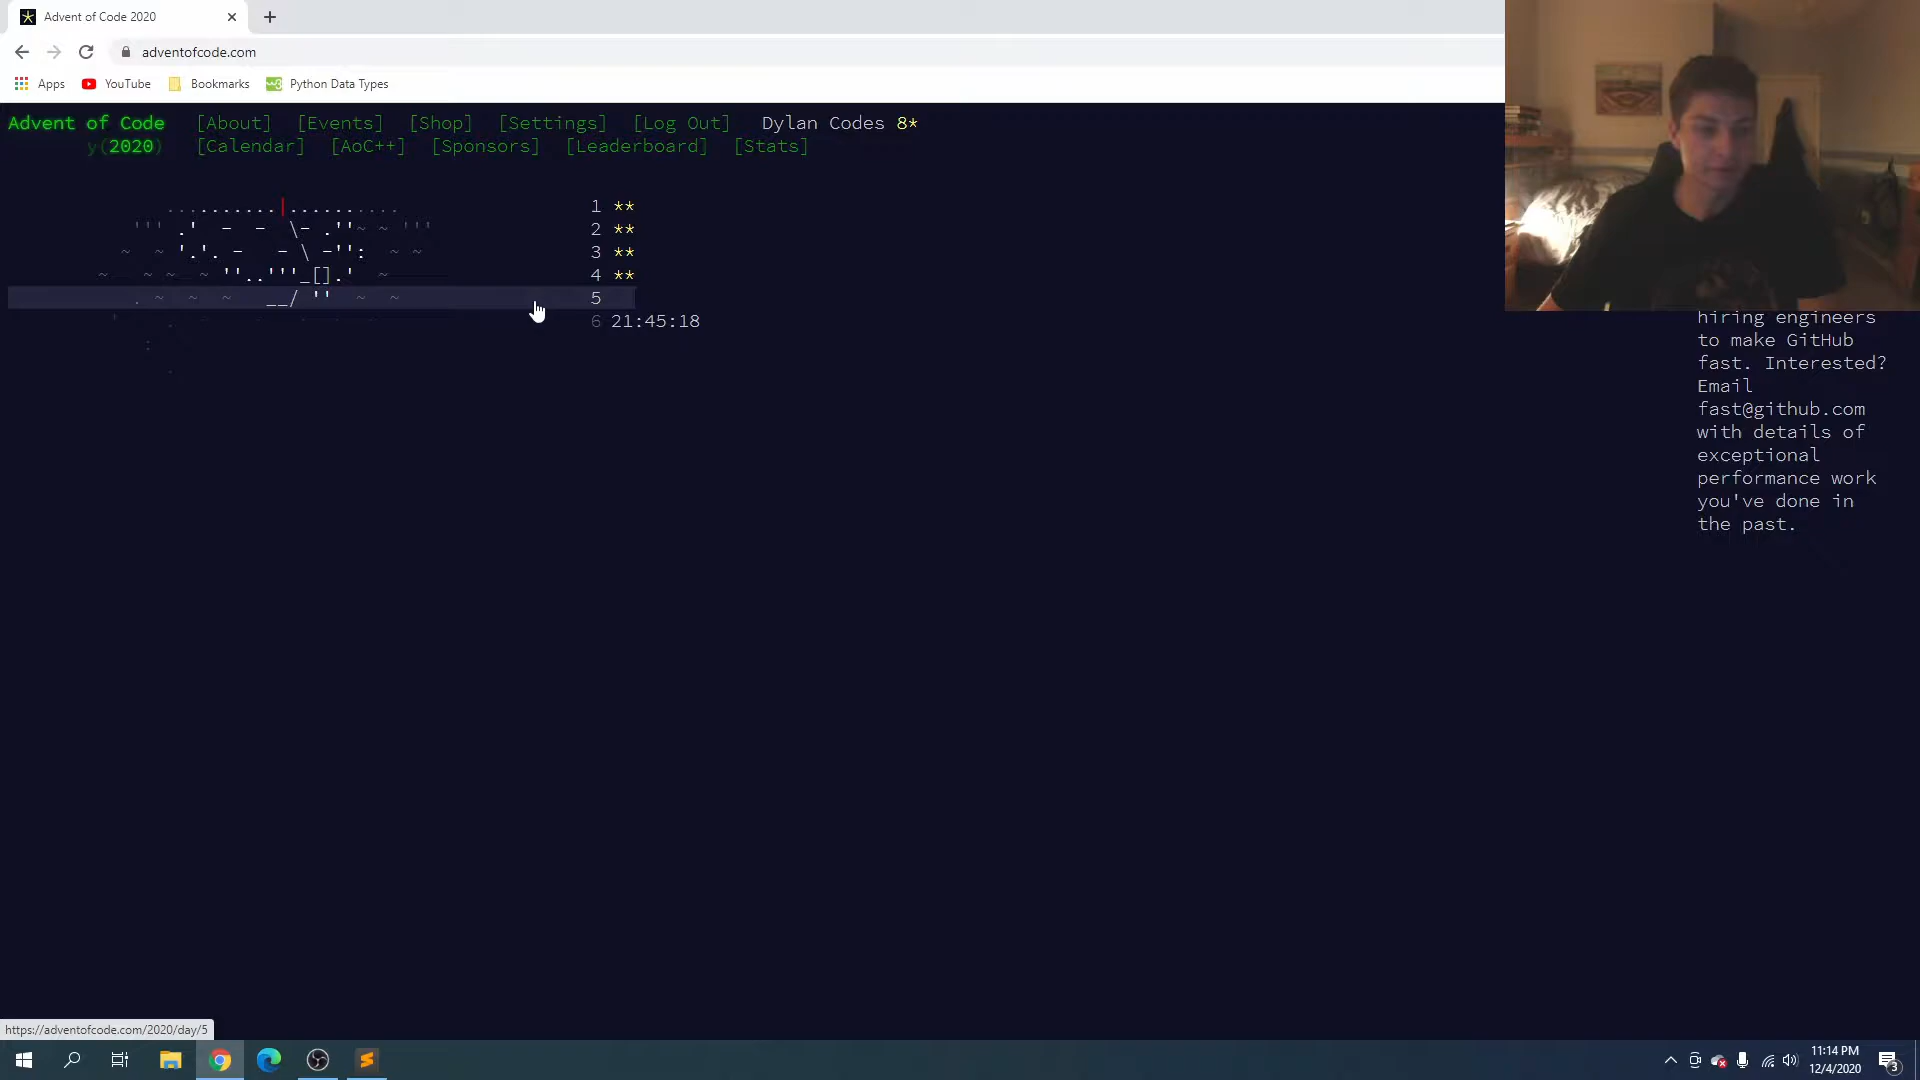 Advent of Code 2020
adventofcode.com
Apps YouTube Bookmarks Python Data Types
Advent of Code [About] [Events] [Shop] [Settings] [Log Out] Dylan Codes 8*
y(2020) [Calendar] [AoC++] [Sponsors] [Leaderboard] [Stats]
1 **
2 **
3 **
4 **
5
6 21:45:18
hiring engineers
to make GitHub
fast. Interested?
Email
fast@github.com
with details of
exceptional
performance work
you've done in
the past.
https://adventofcode.com/2020/day/5
11:14 PM
12/4/2020
3